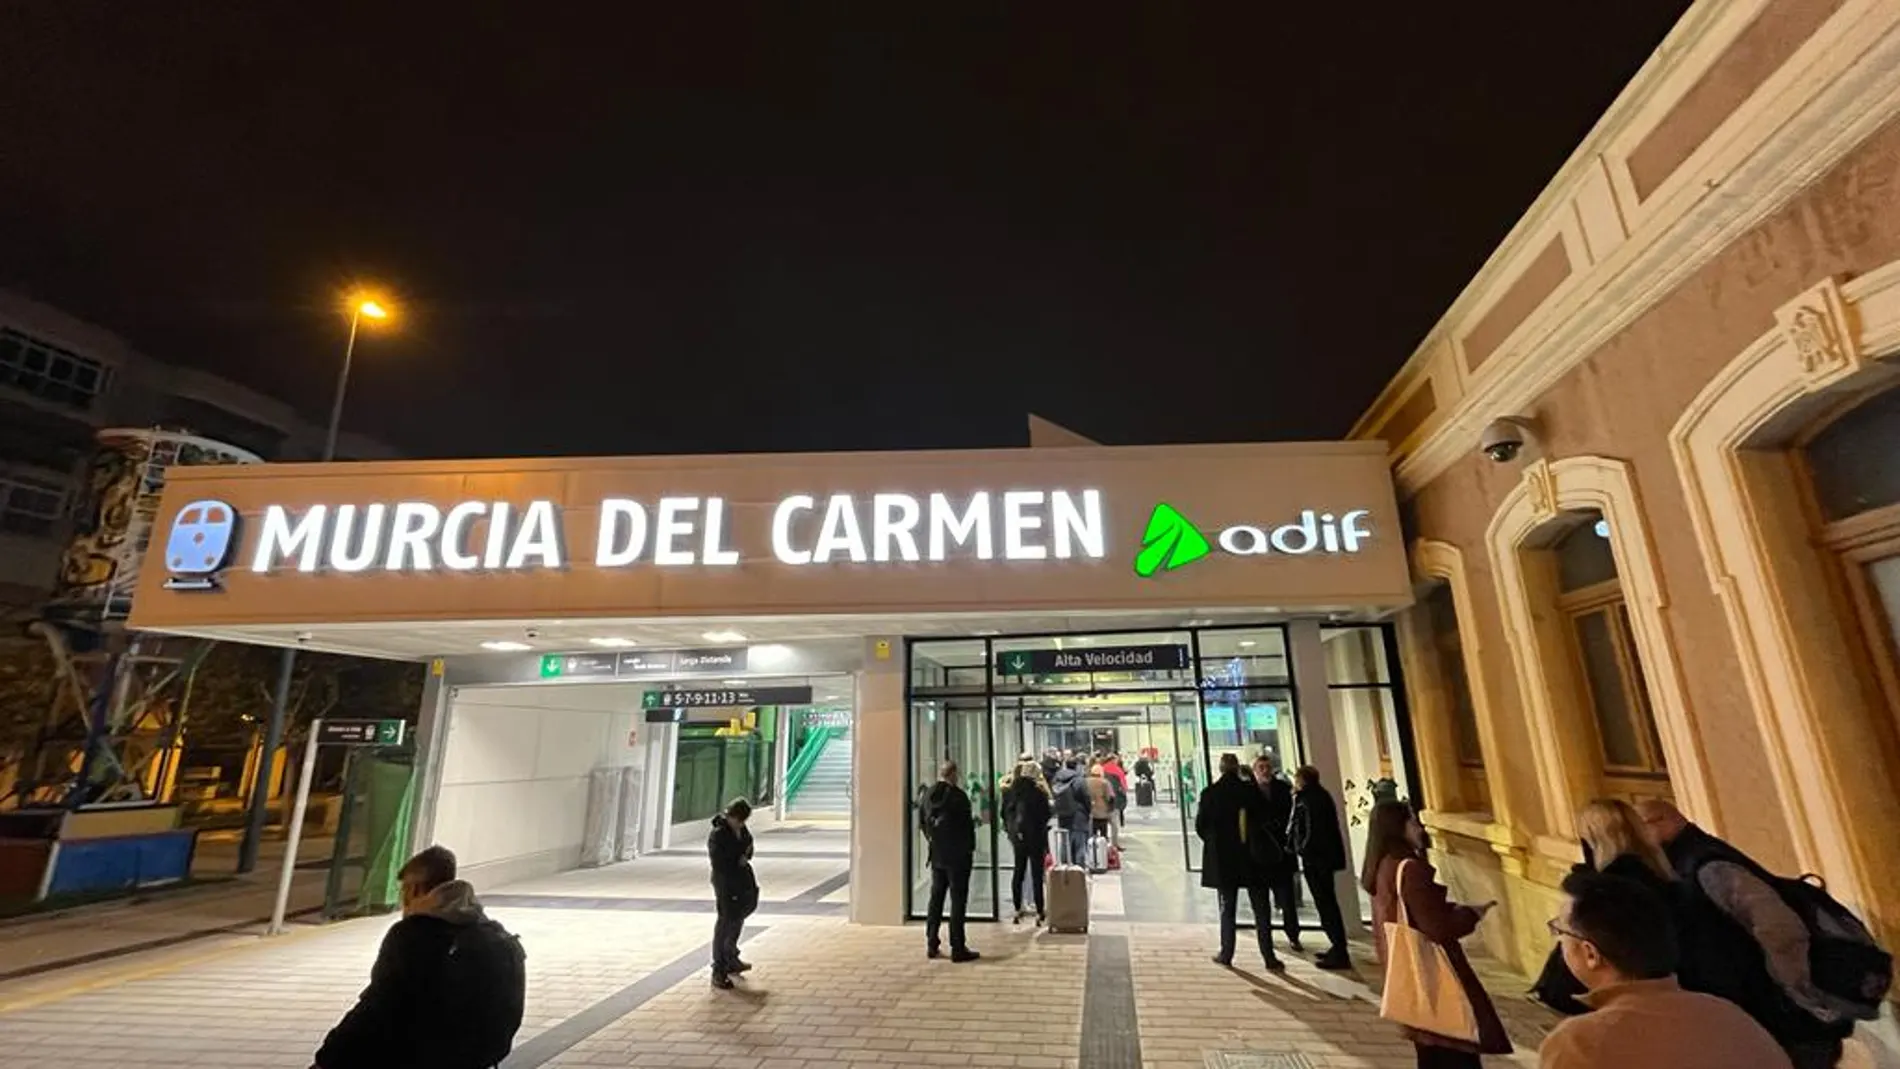 MURCIA DEL CARMEN adif
Alta Velocidad
Larga Distancia
5·7·9·11·13